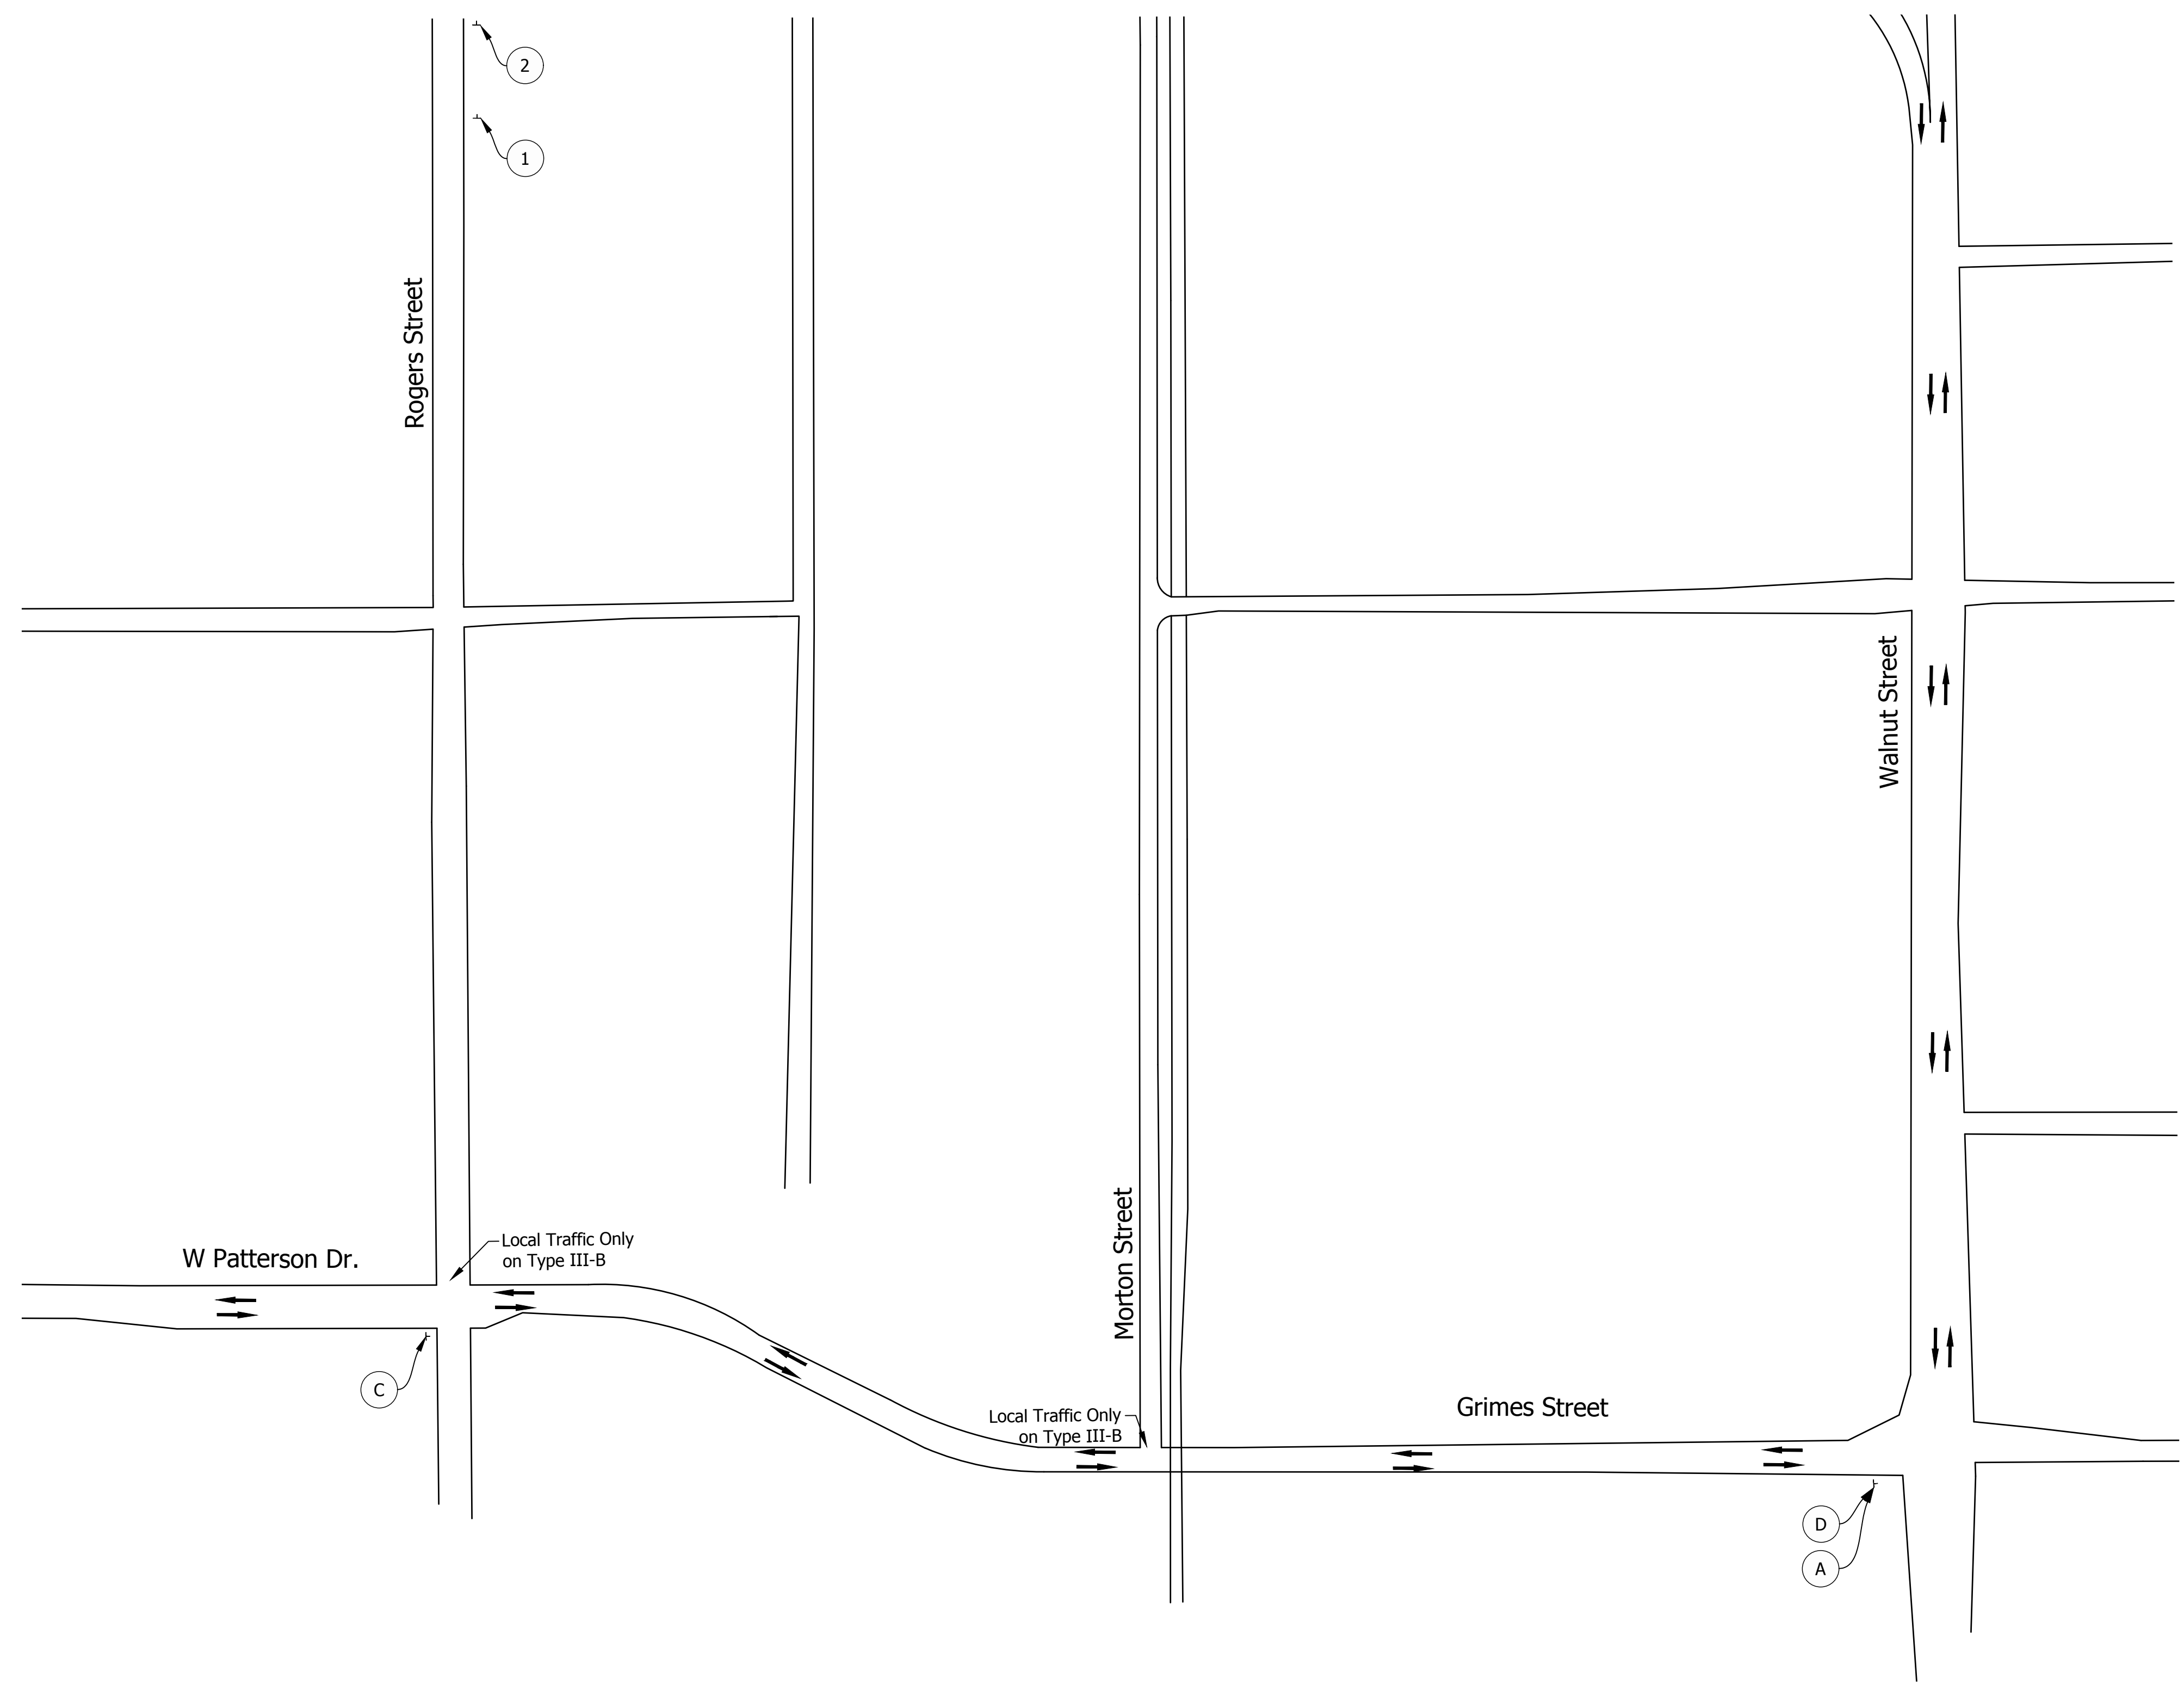 2
1
Rogers Street
Walnut Street
Morton Street
W Patterson Dr.
Local Traffic Only
on Type III-B
C
Local Traffic Only
on Type III-B
Grimes Street
D
A